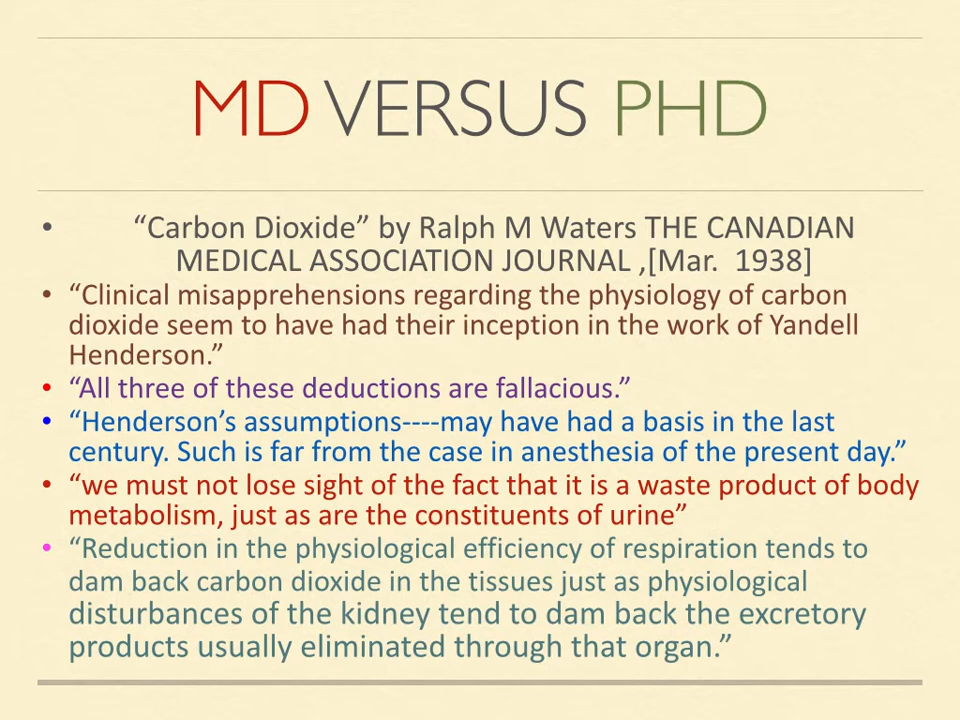 MD VERSUS PHD
• “Carbon Dioxide” by Ralph M Waters THE CANADIAN
MEDICAL ASSOCIATION JOURNAL ,[Mar.  1938]
• “Clinical misapprehensions regarding the physiology of carbon
dioxide seem to have had their inception in the work of Yandell
Henderson.”
• “All three of these deductions are fallacious.”
• “Henderson’s assumptions----may have had a basis in the last
century. Such is far from the case in anesthesia of the present day.”
• “we must not lose sight of the fact that it is a waste product of body
metabolism, just as are the constituents of urine”
• “Reduction in the physiological efficiency of respiration tends to
dam back carbon dioxide in the tissues just as physiological
disturbances of the kidney tend to dam back the excretory
products usually eliminated through that organ.”